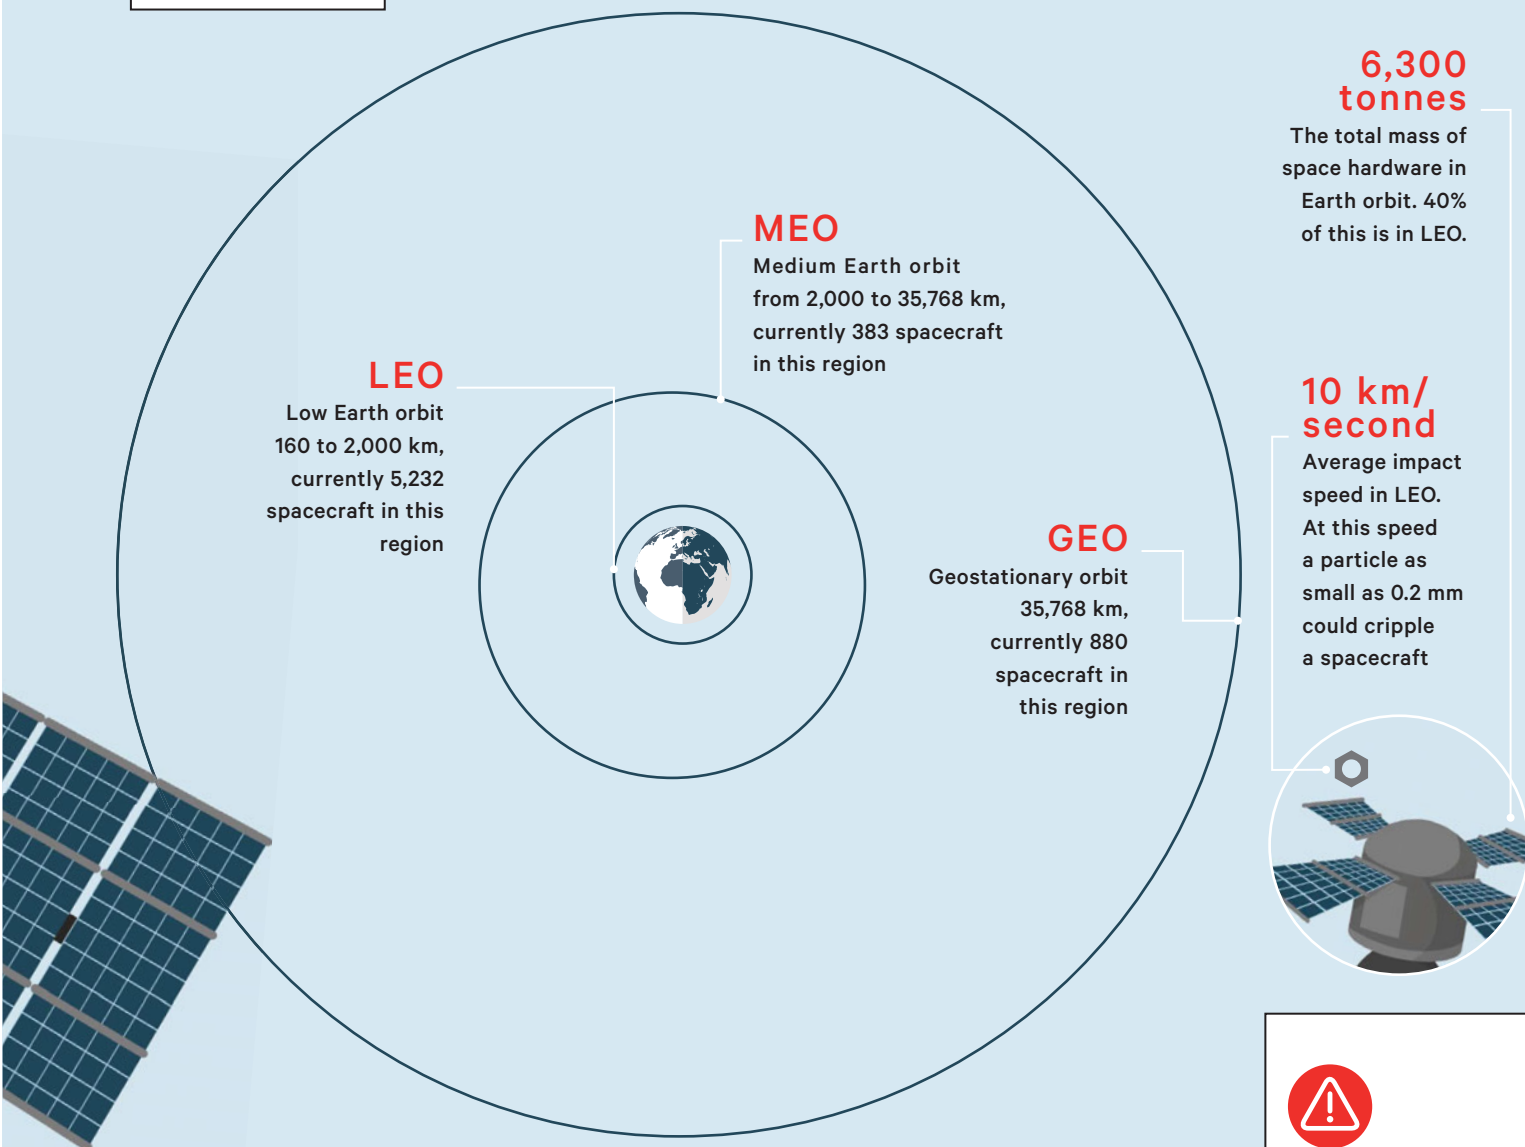 6,300
tonnes
The total mass of
space hardware in
Earth orbit. 40%
of this is in LEO.
MEO
Medium Earth orbit
from 2,000 to 35,768 km,
currently 383 spacecraft
in this region
LEO
Low Earth orbit
160 to 2,000 km,
currently 5,232
spacecraft in this
region
10 km/
second
Average impact
speed in LEO.
At this speed
a particle as
small as 0.2 mm
could cripple
a spacecraft
GEO
Geostationary orbit
35,768 km,
currently 880
spacecraft in
this region